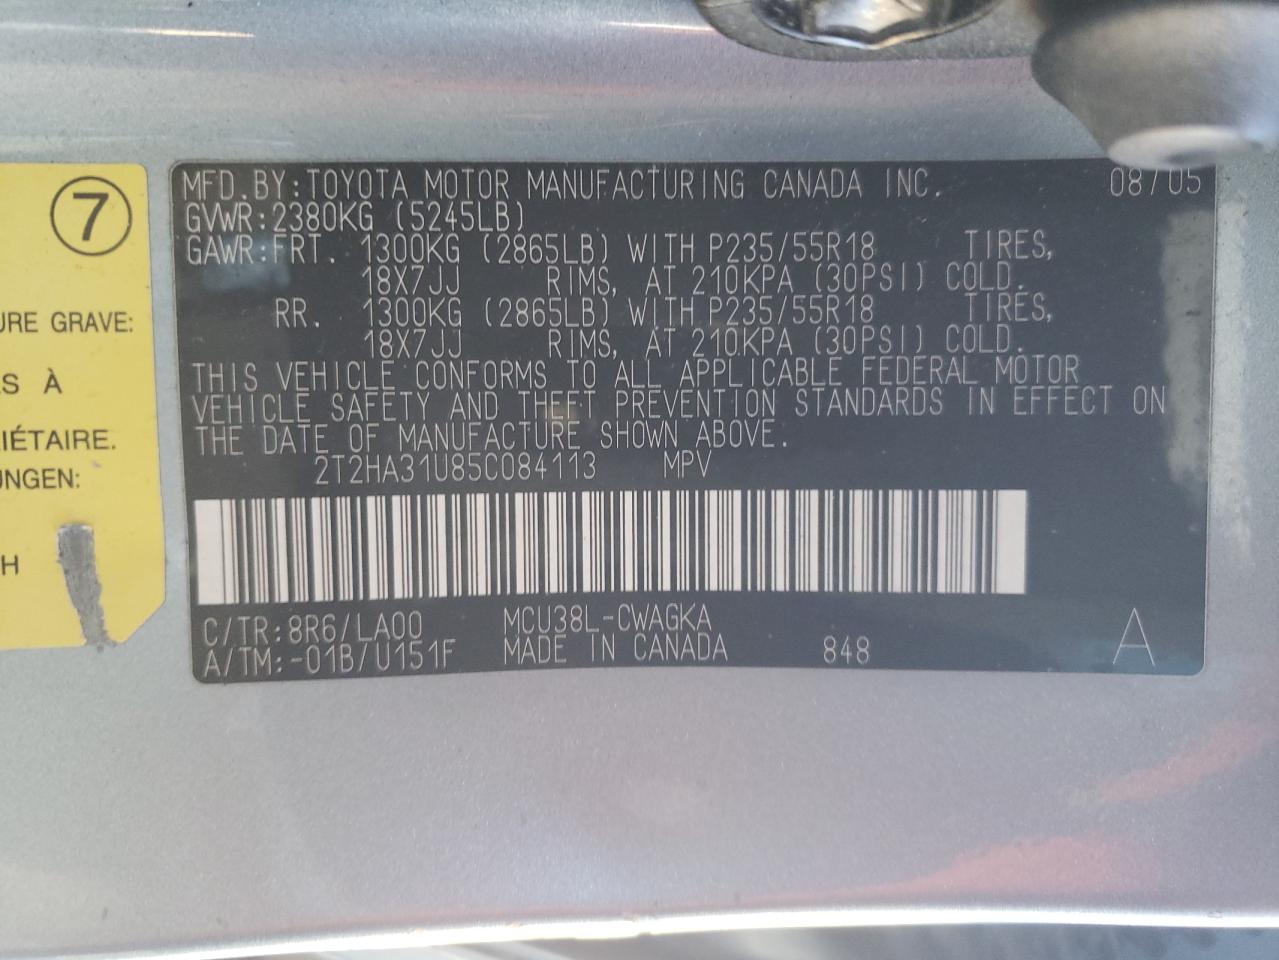 7
URE GRAVE:
S À
IÉTAIRE.
NGEN:
H
MFD.BY:TOYOTA MOTOR MANUFACTURING CANADA INC. 08/05
GVWR:2380KG (5245LB)
GAWR:FRT. 1300KG (2865LB) WITH P235/55R18 TIRES,
18X7JJ RIMS, AT 210KPA (30PSI) COLD.
RR. 1300KG (2865LB) WITH P235/55R18 TIRES,
18X7JJ RIMS, AT 210KPA (30PSI) COLD.
THIS VEHICLE CONFORMS TO ALL APPLICABLE FEDERAL MOTOR
VEHICLE SAFETY AND THEFT PREVENTION STANDARDS IN EFFECT ON
THE DATE OF MANUFACTURE SHOWN ABOVE.
2T2HA31U85C084113 MPV
C/TR:8R6/LA00 MCU38L-CWAGKA
A/TM:-01B/U151F MADE IN CANADA 848 A